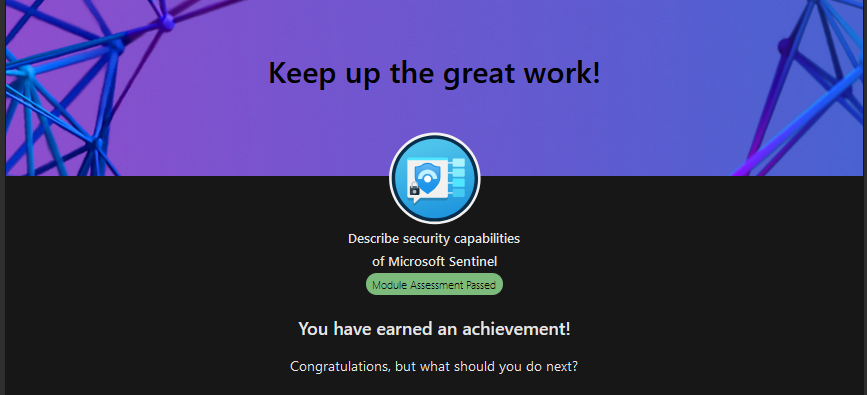 Keep up the great work!
Describe security capabilities
of Microsoft Sentinel
Module Assessment Passed
You have earned an achievement!
Congratulations, but what should you do next?